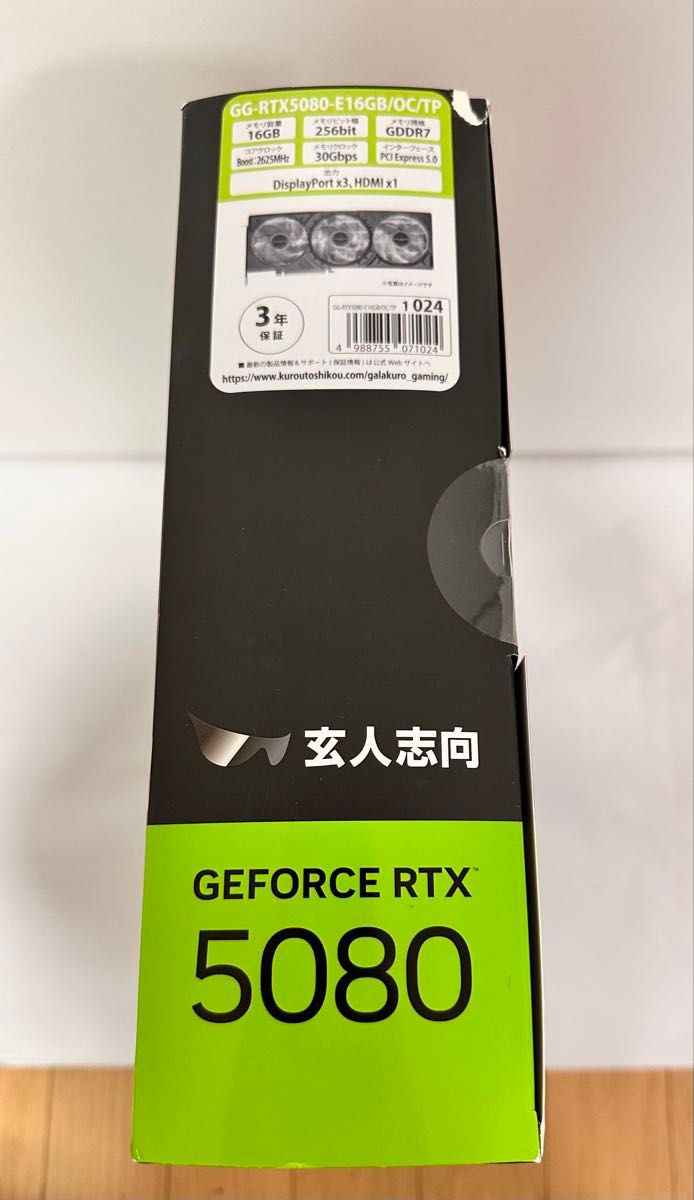 GG-RTX5080-E16GB/OC/TP
メモリ容量 メモリビット幅 メモリ規格
16GB 256bit GDDR7
コアクロック メモリクロック インターフェース
Boost:2625MHz 30Gbps PCI Express 5.0
出力
DisplayPort x3、HDMI x1
※写真はイメージです
3年
保証
GG-RTX5080-E16GB/OC/TP 1024
4 988755 071024
■ 最新の製品情報&サポート(保証情報)は公式Webサイトへ
https://www.kuroutoshikou.com/galakuro_gaming/
玄人志向
GEFORCE RTX™
5080